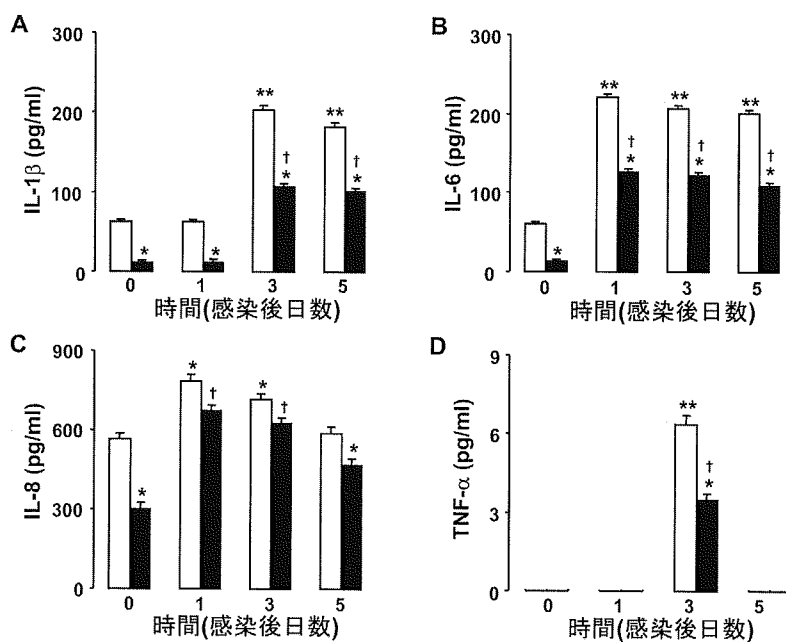 A
300
200
100
0
IL-1β (pg/ml)
**
**
†
*
†
*
*
*
0 1 3 5
時間(感染後日数)
B
300
200
100
0
IL-6 (pg/ml)
**
**
**
†
*
†
*
†
*
*
0 1 3 5
時間(感染後日数)
C
900
600
300
0
IL-8 (pg/ml)
*
†
*
†
*
*
0 1 3 5
時間(感染後日数)
D
9
6
3
0
TNF-α (pg/ml)
**
†
*
0 1 3 5
時間(感染後日数)